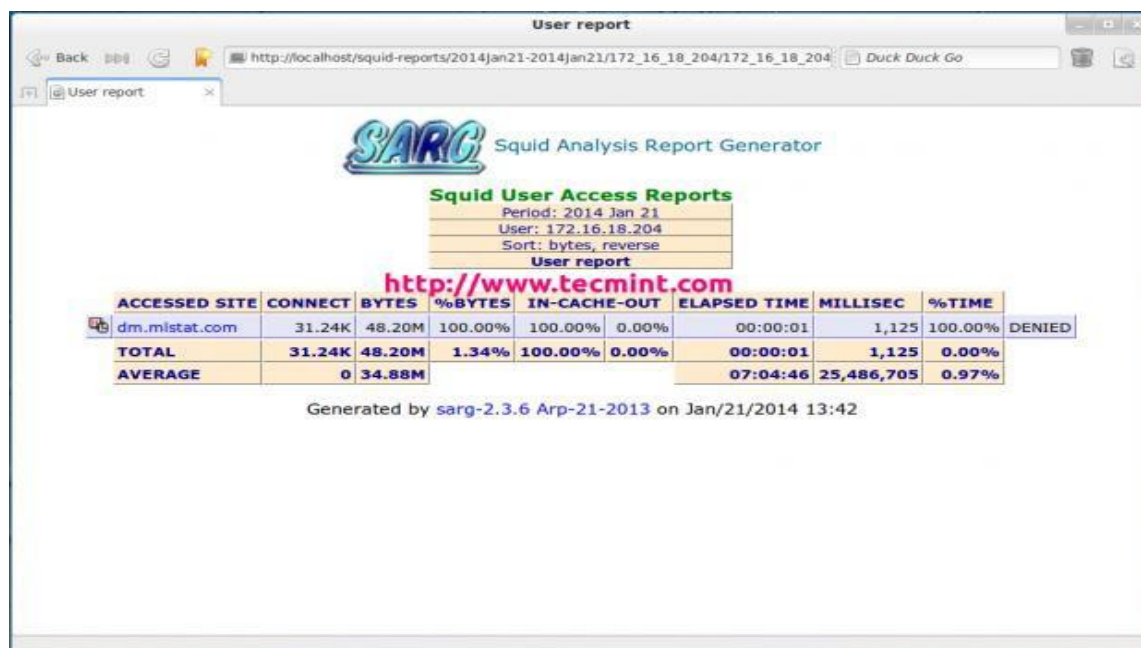 User report
Back
http://localhost/squid-reports/2014Jan21-2014Jan21/172_16_18_204/172_16_18_204
Duck Duck Go
User report
SARG Squid Analysis Report Generator
Squid User Access Reports
Period: 2014 Jan 21
User: 172.16.18.204
Sort: bytes, reverse
User report
http://www.tecmint.com
ACCESSED SITE CONNECT BYTES %BYTES IN-CACHE-OUT ELAPSED TIME MILLISEC %TIME
dm.mlstat.com 31.24K 48.20M 100.00% 100.00% 0.00% 00:00:01 1,125 100.00% DENIED
TOTAL 31.24K 48.20M 1.34% 100.00% 0.00% 00:00:01 1,125 0.00%
AVERAGE 0 34.88M 07:04:46 25,486,705 0.97%
Generated by sarg-2.3.6 Arp-21-2013 on Jan/21/2014 13:42